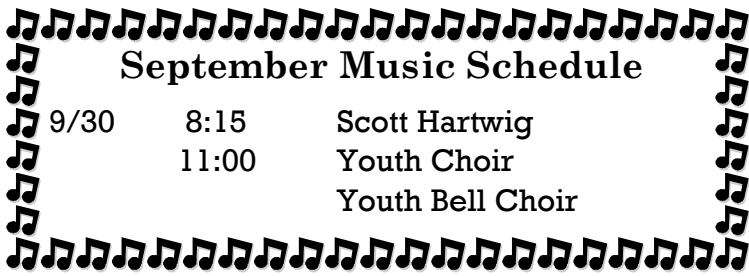 September Music Schedule
9/30 8:15 Scott Hartwig
11:00 Youth Choir
Youth Bell Choir